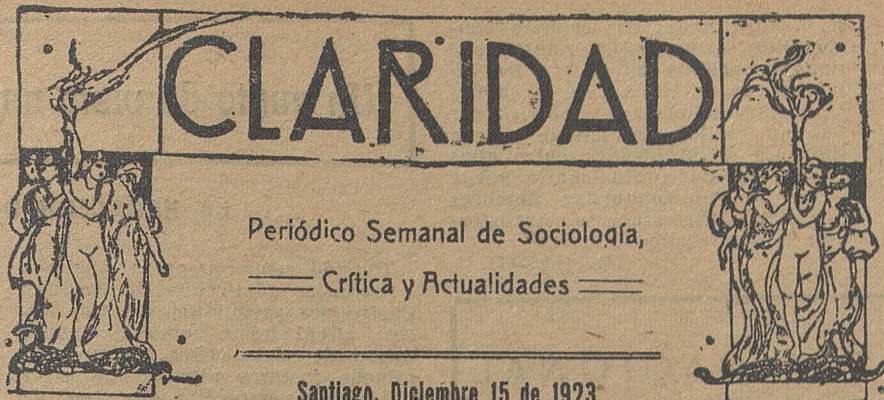 CLARIDAD
Periódico Semanal de Sociología,
Crítica y Actualidades
Santiago, Diciembre 15 de 1923